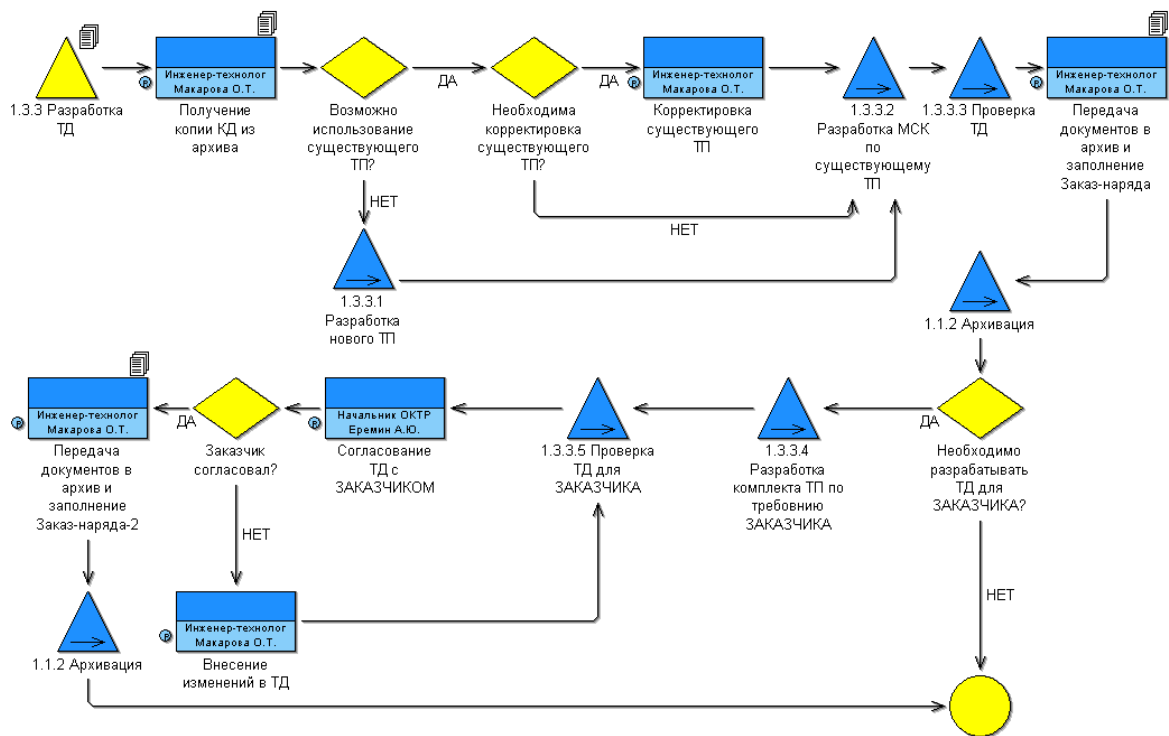 1.3.3 Разработка
ТД
Инженер-технолог
Макарова О.Т.
Получение
копии КД из
архива
Возможно
использование
существующего
ТП?
ДА
НЕТ
Необходима
корректировка
существующего
ТП?
ДА
НЕТ
Инженер-технолог
Макарова О.Т.
Корректировка
существующего
ТП
1.3.3.2
Разработка МСК
по
существующему
ТП
1.3.3.3 Проверка
ТД
Инженер-технолог
Макарова О.Т.
Передача
документов в
архив и
заполнение
Заказ-наряда
1.3.3.1
Разработка
нового ТП
1.1.2 Архивация
Необходимо
разрабатывать
ТД для
ЗАКАЗЧИКА?
ДА
НЕТ
1.3.3.4
Разработка
комплекта ТП по
требовнию
ЗАКАЗЧИКА
1.3.3.5 Проверка
ТД для
ЗАКАЗЧИКА
Начальник ОКТР
Еремин А.Ю.
Согласование
ТД с
ЗАКАЗЧИКОМ
Заказчик
согласовал?
ДА
НЕТ
Инженер-технолог
Макарова О.Т.
Передача
документов в
архив и
заполнение
Заказ-наряда-2
Инженер-технолог
Макарова О.Т.
Внесение
изменений в ТД
1.1.2 Архивация